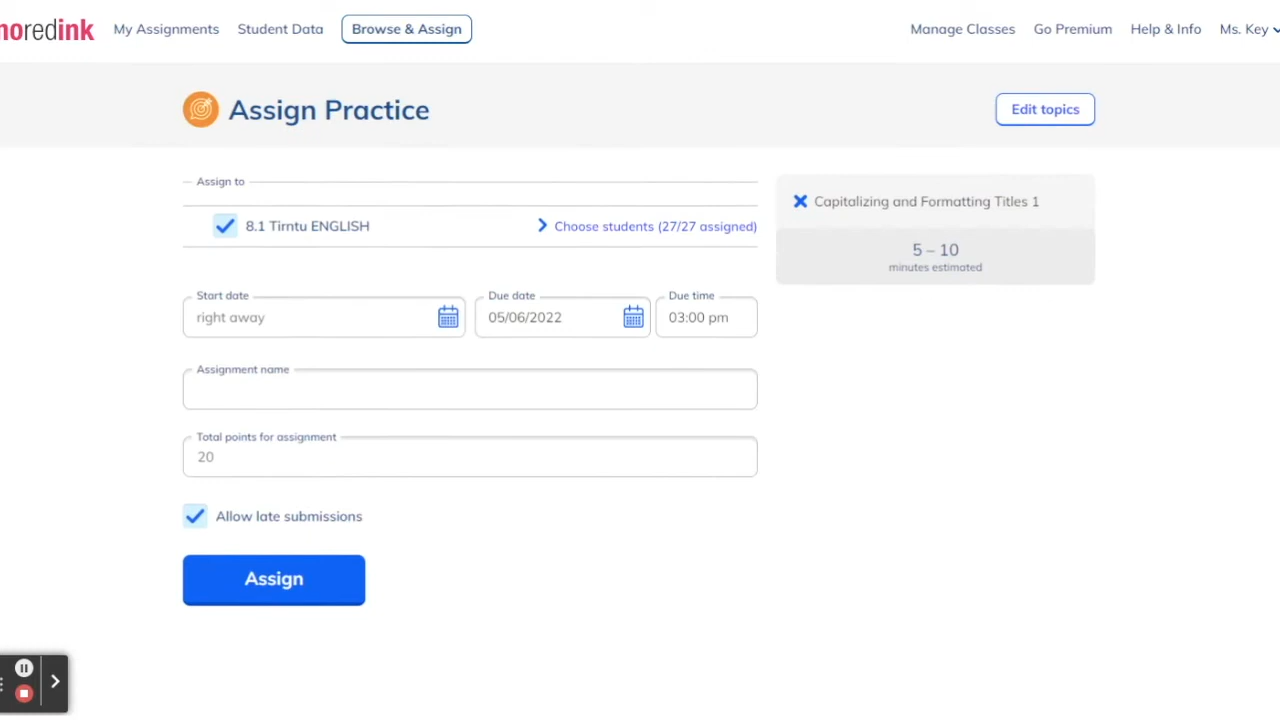 noredink My Assignments Student Data Browse & Assign Manage Classes Go Premium Help & Info Ms. Key
Assign Practice Edit topics
Assign to
8.1 Tirntu ENGLISH Choose students (27/27 assigned)
Capitalizing and Formatting Titles 1
5 – 10
minutes estimated
Start date Due date Due time
right away 05/06/2022 03:00 pm
Assignment name
Total points for assignment
20
Allow late submissions
Assign